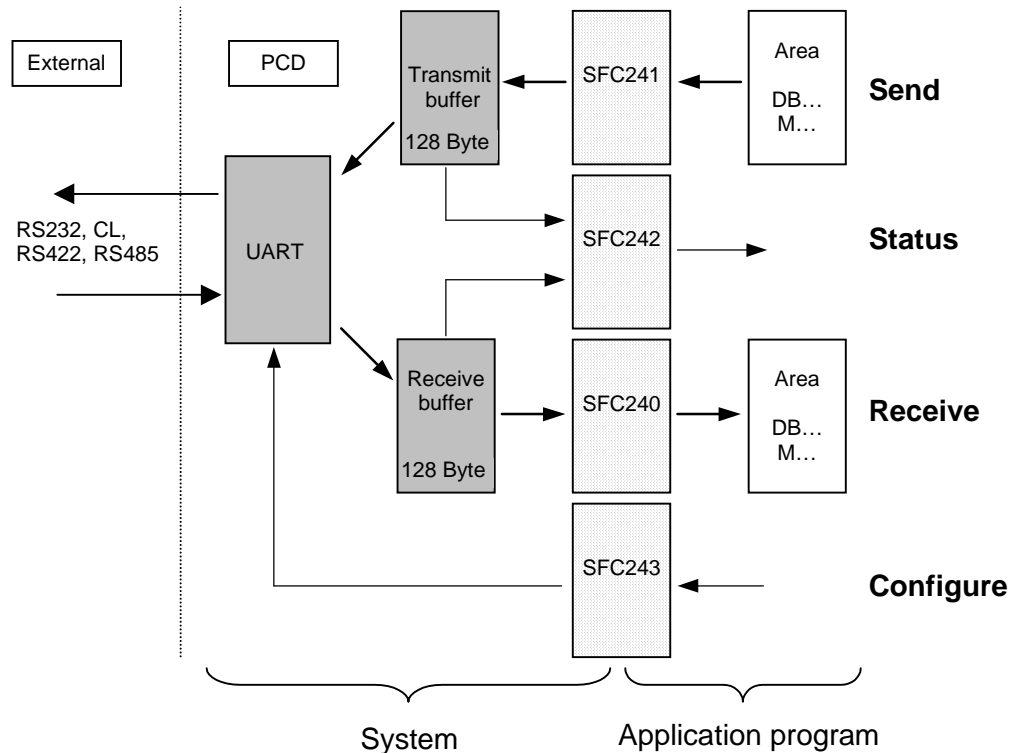 External
PCD
Transmit
buffer
128 Byte
SFC241
Area
DB…
M…
Send
RS232, CL,
RS422, RS485
UART
SFC242
Status
Receive
buffer
128 Byte
SFC240
Area
DB…
M…
Receive
SFC243
Configure
System
Application program